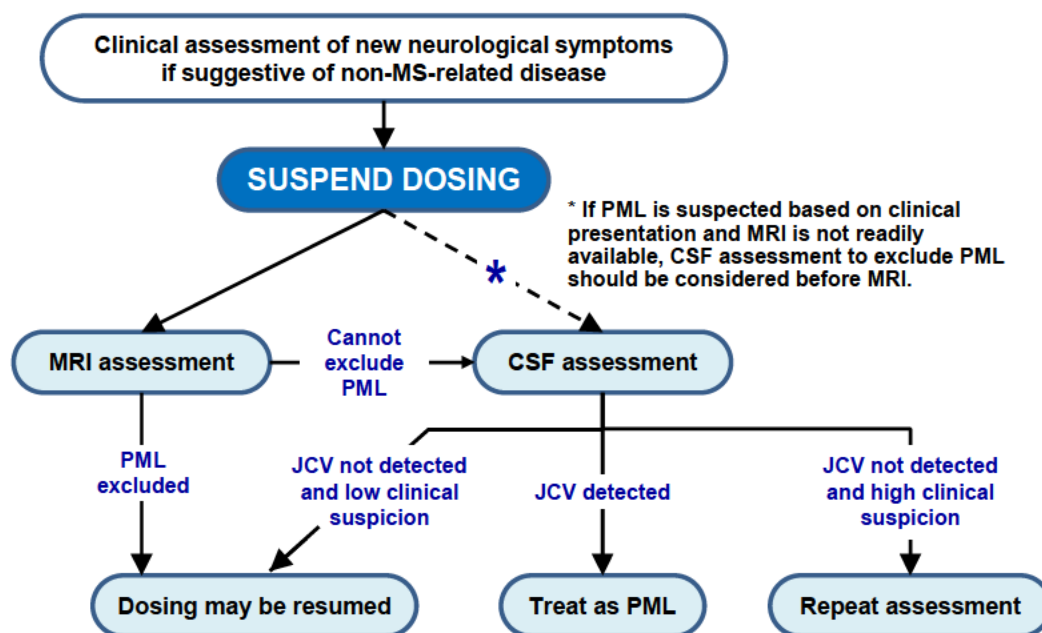 Clinical assessment of new neurological symptoms
if suggestive of non-MS-related disease
SUSPEND DOSING
* If PML is suspected based on clinical
presentation and MRI is not readily
available, CSF assessment to exclude PML
should be considered before MRI.
*
MRI assessment
Cannot
exclude
PML
CSF assessment
PML
excluded
JCV not detected
and low clinical
suspicion
JCV detected
JCV not detected
and high clinical
suspicion
Dosing may be resumed
Treat as PML
Repeat assessment